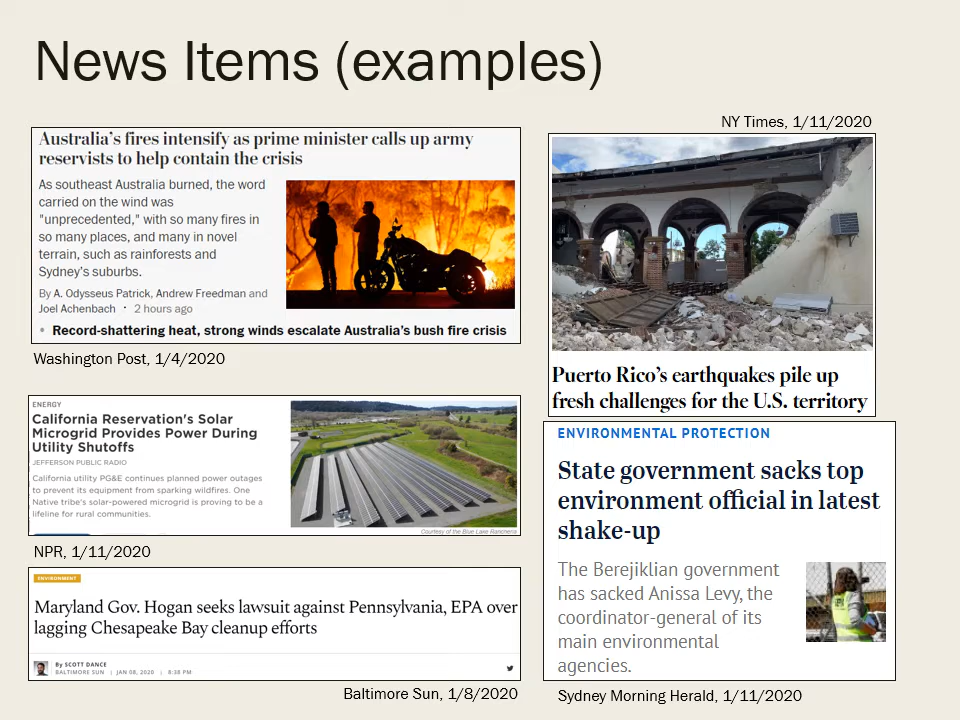 News Items (examples)
Australia's fires intensify as prime minister calls up army
reservists to help contain the crisis
As southeast Australia burned, the word
carried on the wind was
"unprecedented," with so many fires in
so many places, and many in novel
terrain, such as rainforests and
Sydney's suburbs.
By A. Odysseus Patrick, Andrew Freedman and
Joel Achenbach · 2 hours ago
• Record-shattering heat, strong winds escalate Australia's bush fire crisis
Washington Post, 1/4/2020
ENERGY
California Reservation's Solar
Microgrid Provides Power During
Utility Shutoffs
JEFFERSON PUBLIC RADIO
California utility PG&E continues planned power outages
to prevent its equipment from sparking wildfires. One
Native tribe's solar-powered microgrid is proving to be a
lifeline for rural communities.
Courtesy of the Blue Lake Rancheria
NPR, 1/11/2020
ENVIRONMENT
Maryland Gov. Hogan seeks lawsuit against Pennsylvania, EPA over
lagging Chesapeake Bay cleanup efforts
By SCOTT DANCE
BALTIMORE SUN | JAN 08, 2020 | 8:38 PM
Baltimore Sun, 1/8/2020
NY Times, 1/11/2020
Puerto Rico's earthquakes pile up
fresh challenges for the U.S. territory
ENVIRONMENTAL PROTECTION
State government sacks top
environment official in latest
shake-up
The Berejiklian government
has sacked Anissa Levy, the
coordinator-general of its
main environmental
agencies.
Sydney Morning Herald, 1/11/2020